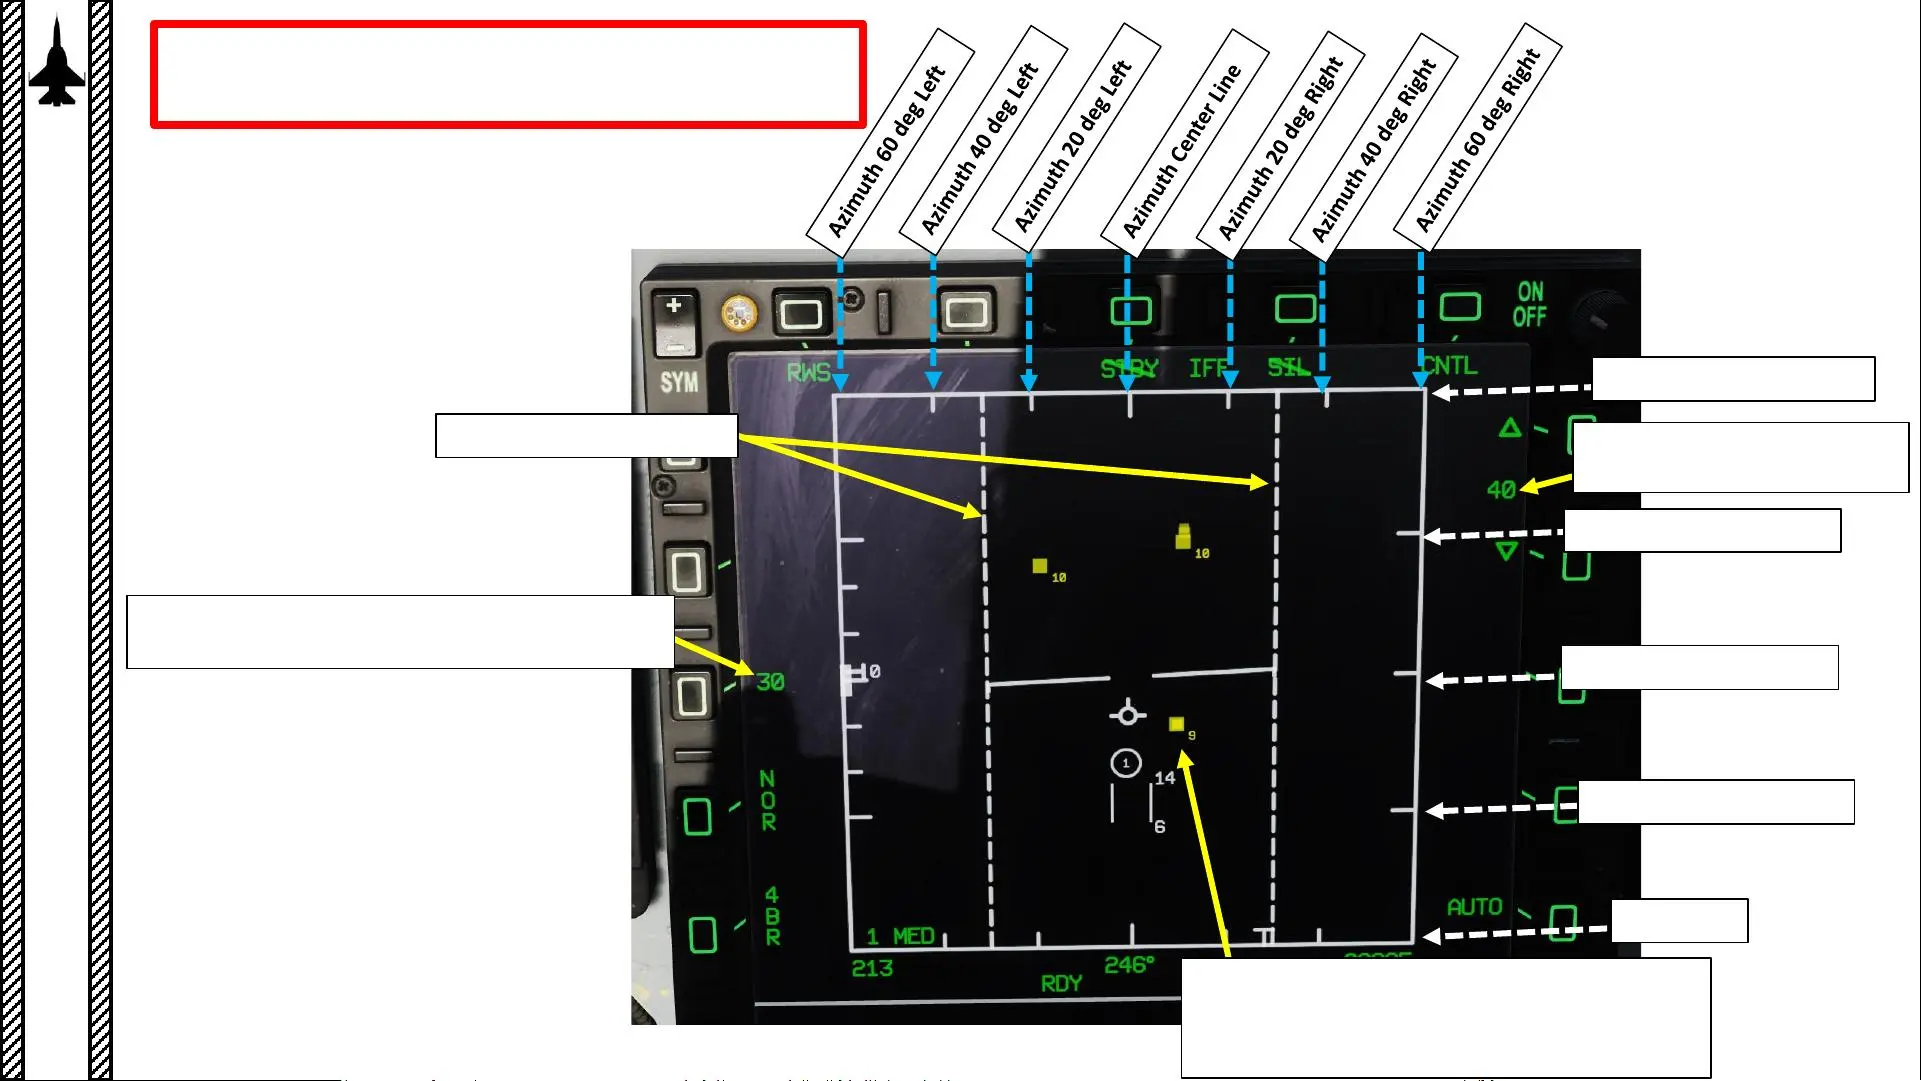 Azimuth 60 deg Left
Azimuth 40 deg Left
Azimuth 20 deg Left
Azimuth Center Line
Azimuth 20 deg Right
Azimuth 40 deg Right
Azimuth 60 deg Right
+
SYM
ON
OFF
RWS
STBY
IFF
SIL
CNTL
40
10
10
10
30
9
1
14
6
NOR
4BR
AUTO
1 MED
213
246°
RDY